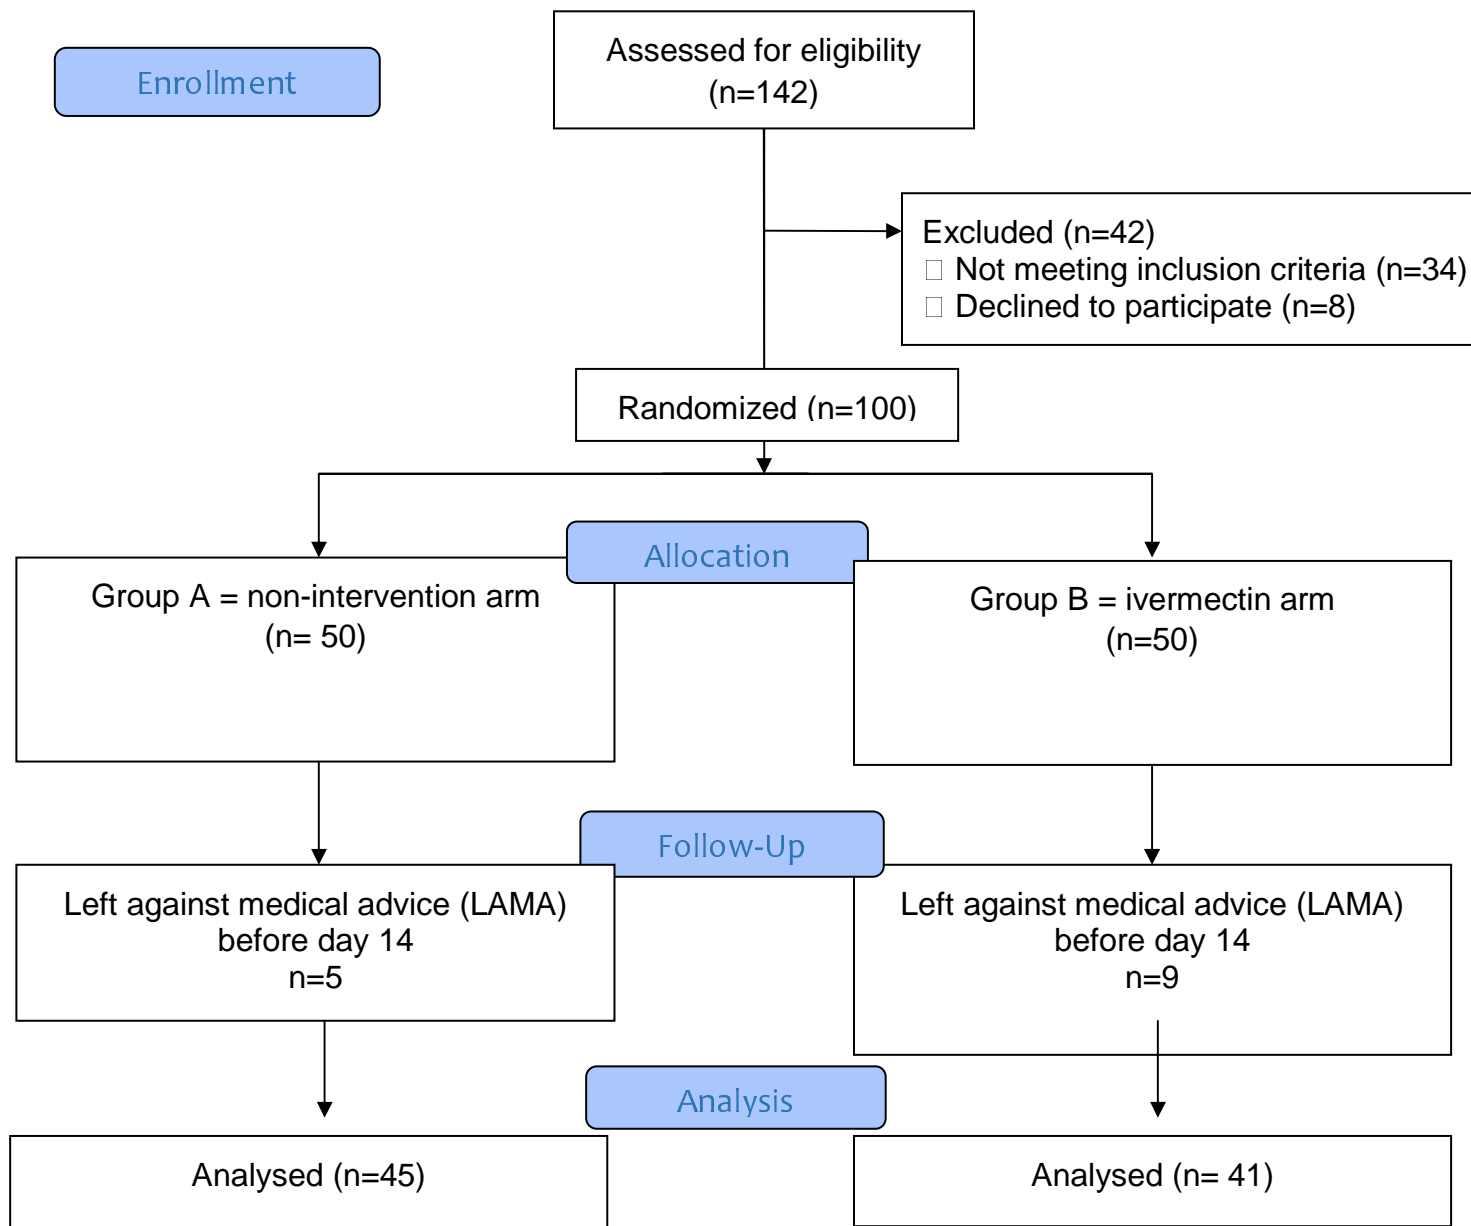 Enrollment
Assessed for eligibility
(n=142)
Excluded (n=42)
□ Not meeting inclusion criteria (n=34)
□ Declined to participate (n=8)
Randomized (n=100)
Allocation
Group A = non-intervention arm
(n= 50)
Group B = ivermectin arm
(n=50)
Follow-Up
Left against medical advice (LAMA)
before day 14
n=5
Left against medical advice (LAMA)
before day 14
n=9
Analysis
Analysed (n=45)
Analysed (n= 41)